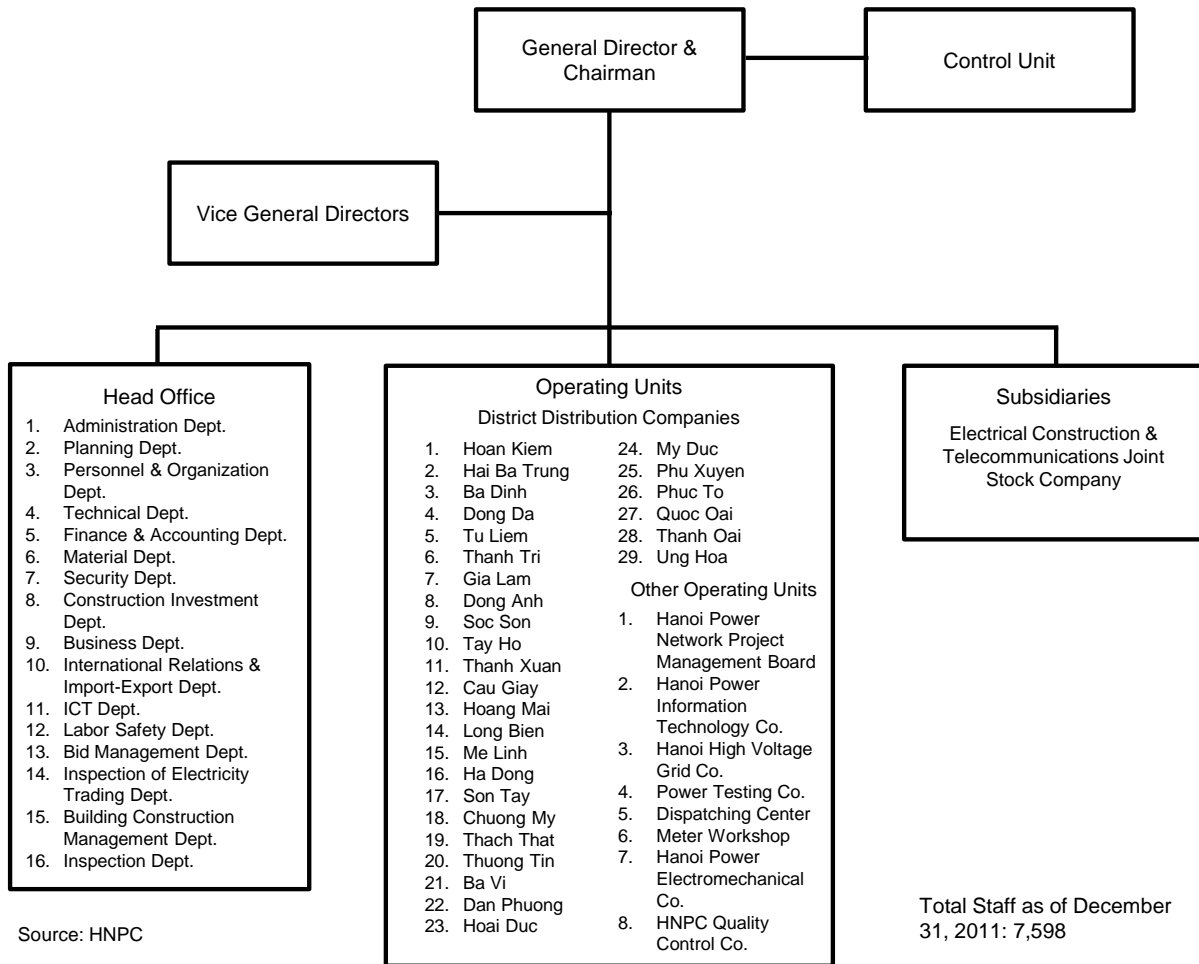 General Director &
Chairman
Control Unit
Vice General Directors
Head Office
1. Administration Dept.
2. Planning Dept.
3. Personnel & Organization
Dept.
4. Technical Dept.
5. Finance & Accounting Dept.
6. Material Dept.
7. Security Dept.
8. Construction Investment
Dept.
9. Business Dept.
10. International Relations &
Import-Export Dept.
11. ICT Dept.
12. Labor Safety Dept.
13. Bid Management Dept.
14. Inspection of Electricity
Trading Dept.
15. Building Construction
Management Dept.
16. Inspection Dept.
Operating Units
District Distribution Companies
1. Hoan Kiem
2. Hai Ba Trung
3. Ba Dinh
4. Dong Da
5. Tu Liem
6. Thanh Tri
7. Gia Lam
8. Dong Anh
9. Soc Son
10. Tay Ho
11. Thanh Xuan
12. Cau Giay
13. Hoang Mai
14. Long Bien
15. Me Linh
16. Ha Dong
17. Son Tay
18. Chuong My
19. Thach That
20. Thuong Tin
21. Ba Vi
22. Dan Phuong
23. Hoai Duc
24. My Duc
25. Phu Xuyen
26. Phuc To
27. Quoc Oai
28. Thanh Oai
29. Ung Hoa
Other Operating Units
1. Hanoi Power
Network Project
Management Board
2. Hanoi Power
Information
Technology Co.
3. Hanoi High Voltage
Grid Co.
4. Power Testing Co.
5. Dispatching Center
6. Meter Workshop
7. Hanoi Power
Electromechanical
Co.
8. HNPC Quality
Control Co.
Subsidiaries
Electrical Construction &
Telecommunications Joint
Stock Company
Source: HNPC
Total Staff as of December
31, 2011: 7,598